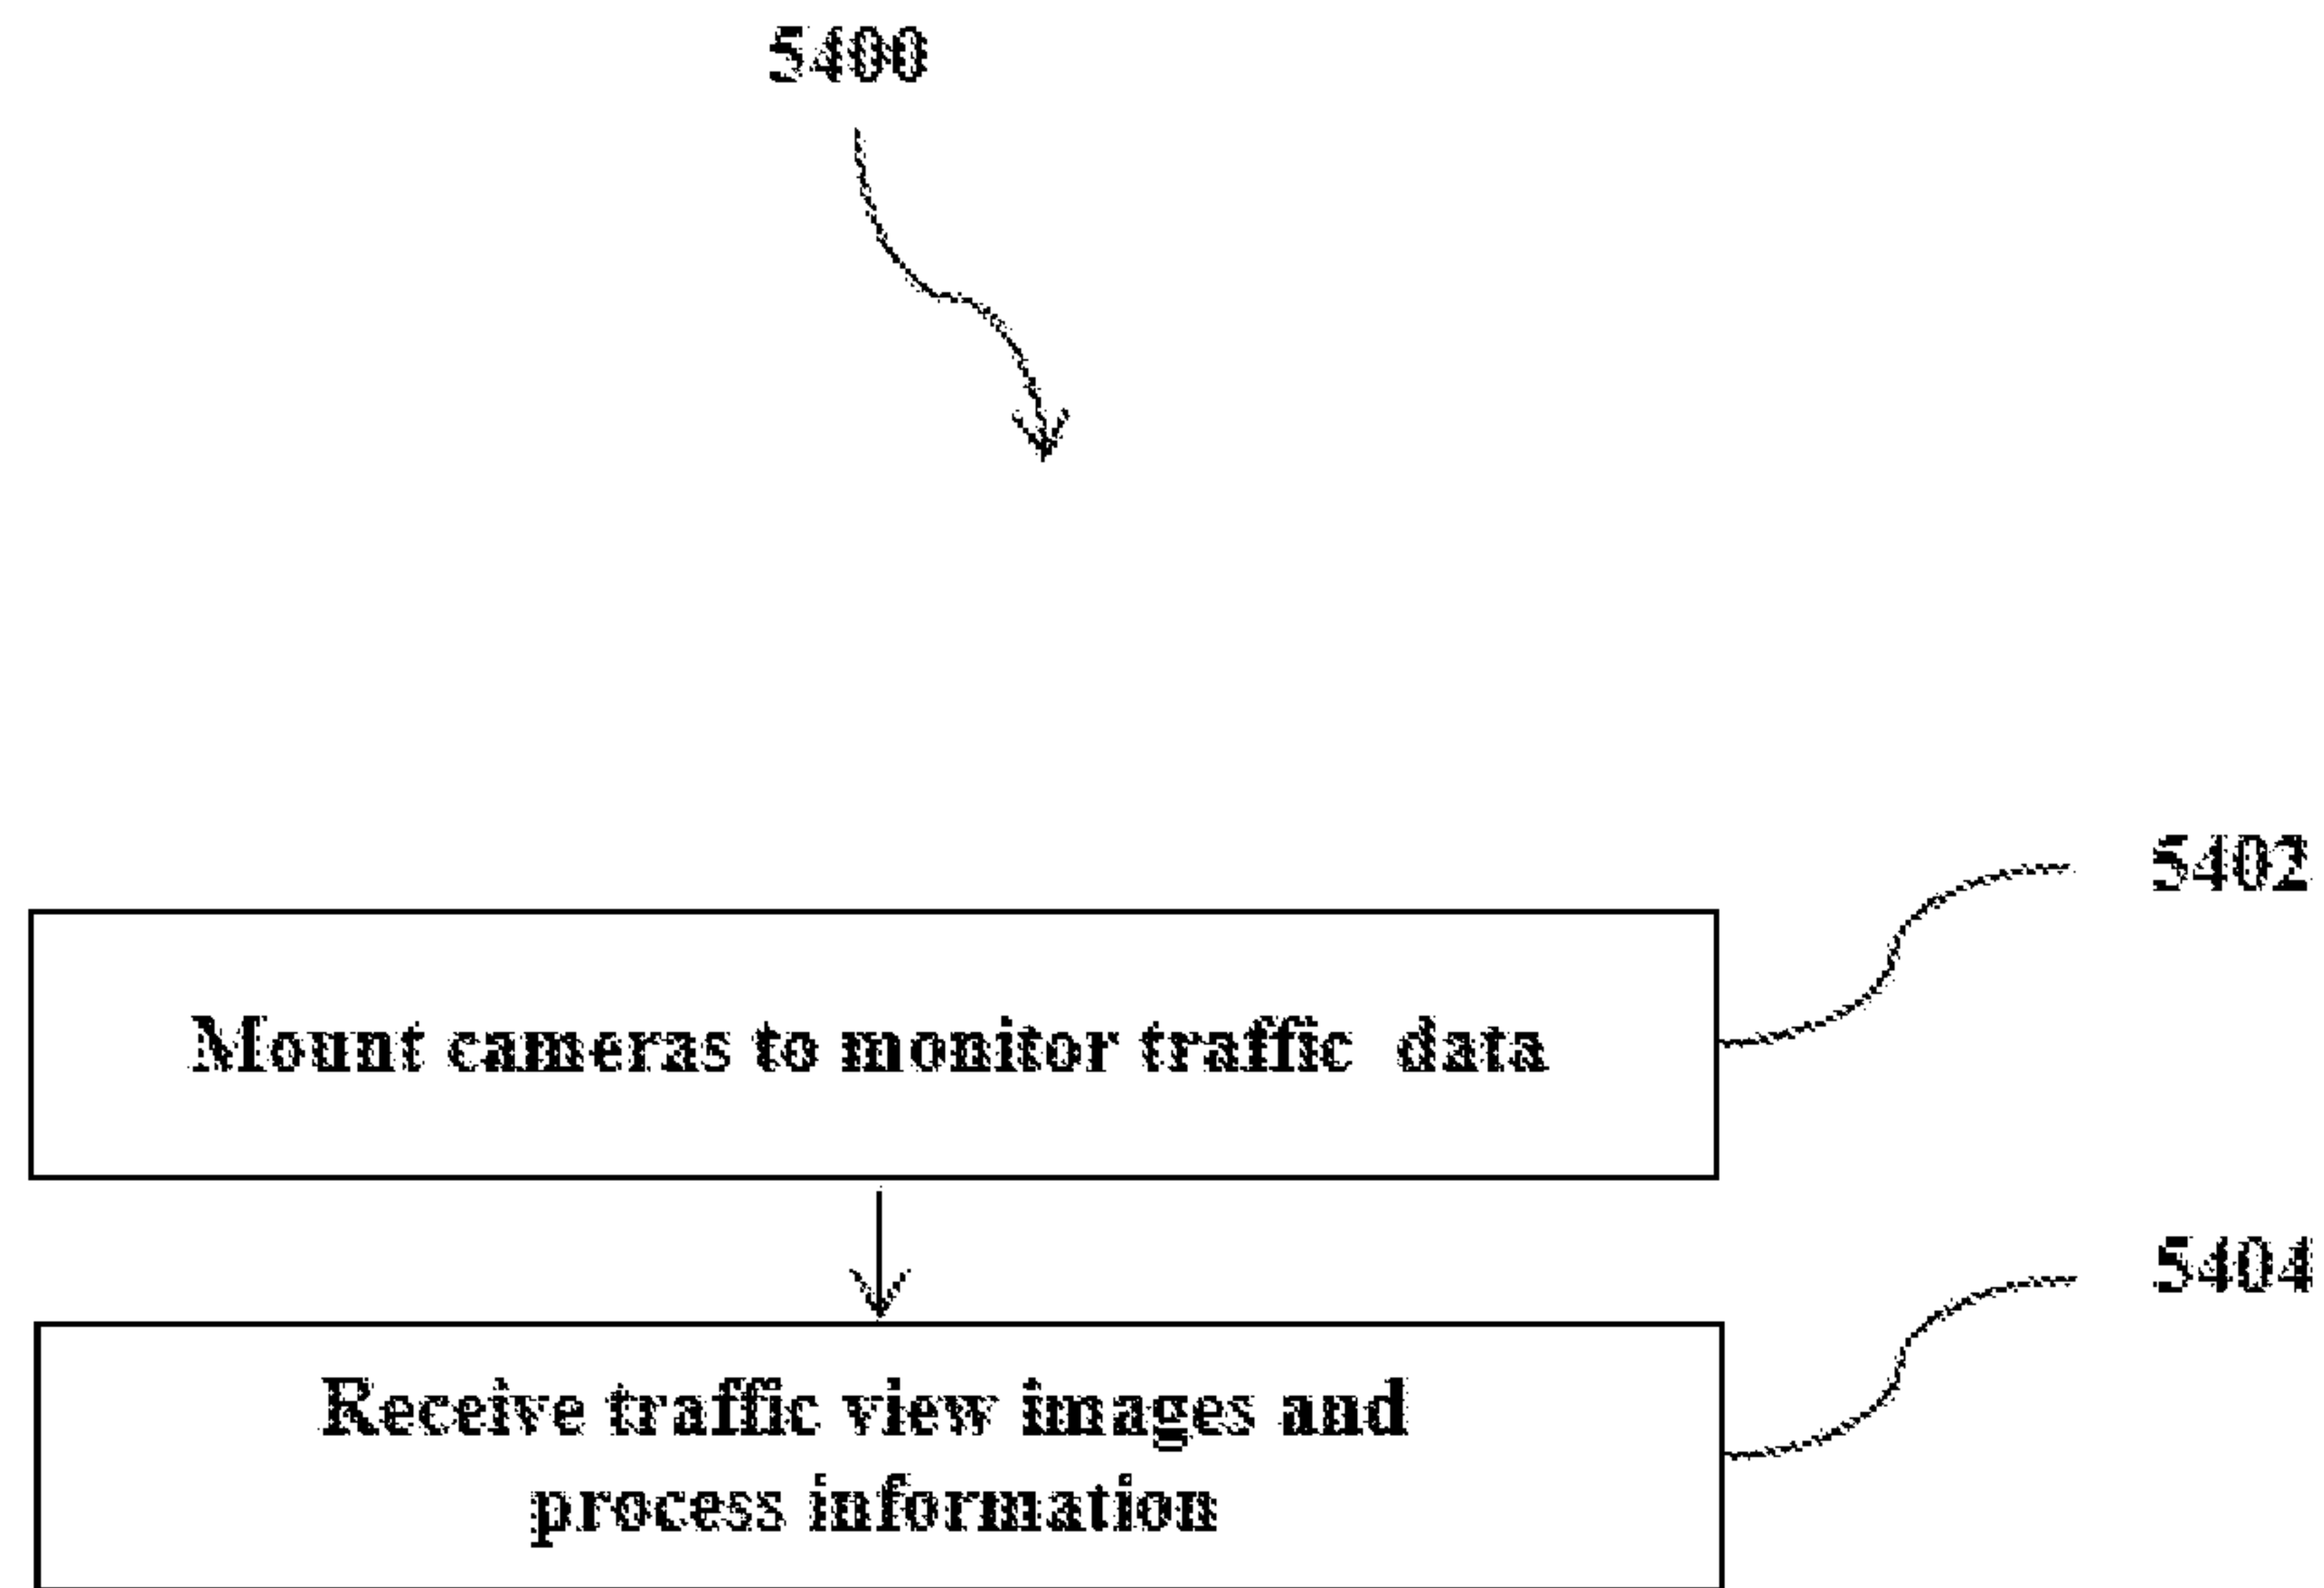 5400
5402
Mount cameras to monitor traffic data
5404
Receive traffic view images and
process information